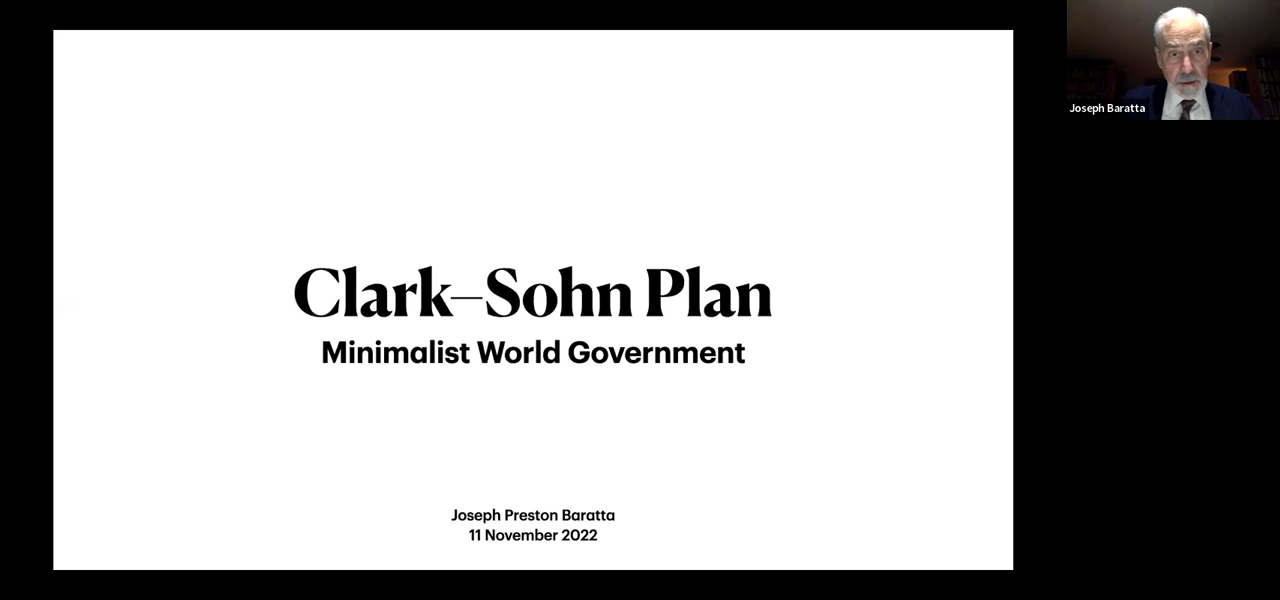 Clark–Sohn Plan
Minimalist World Government
Joseph Preston Baratta
11 November 2022
Joseph Baratta